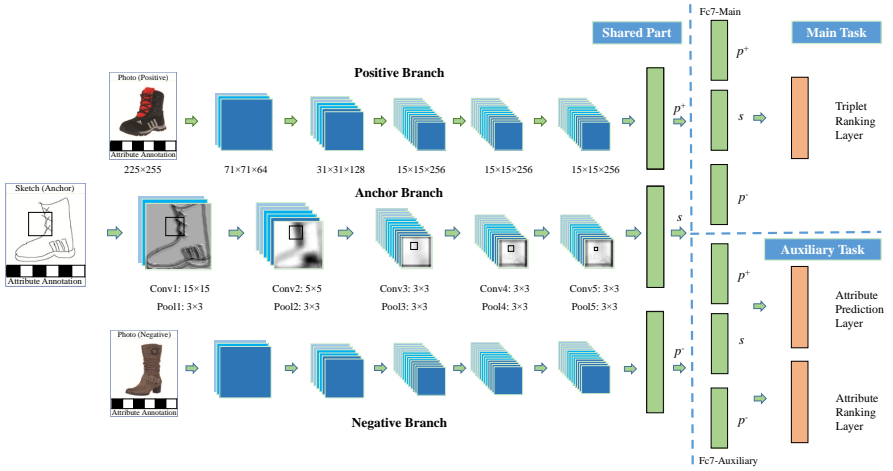 Fc7-Main
Shared Part
Main Task
p⁺
Positive Branch
Photo (Positive)
p⁺
Triplet
Ranking
Layer
s
Attribute Annotation
225×255
71×71×64
31×31×128
15×15×256
15×15×256
15×15×256
p⁻
Sketch (Anchor)
Anchor Branch
s
Attribute Annotation
Auxiliary Task
p⁺
Conv1: 15×15
Conv2: 5×5
Conv3: 3×3
Conv4: 3×3
Conv5: 3×3
Pool1: 3×3
Pool2: 3×3
Pool3: 3×3
Pool4: 3×3
Pool5: 3×3
Attribute
Prediction
Layer
Photo (Negative)
s
p⁻
Attribute Annotation
Attribute
Ranking
Layer
p⁻
Negative Branch
Fc7-Auxiliary